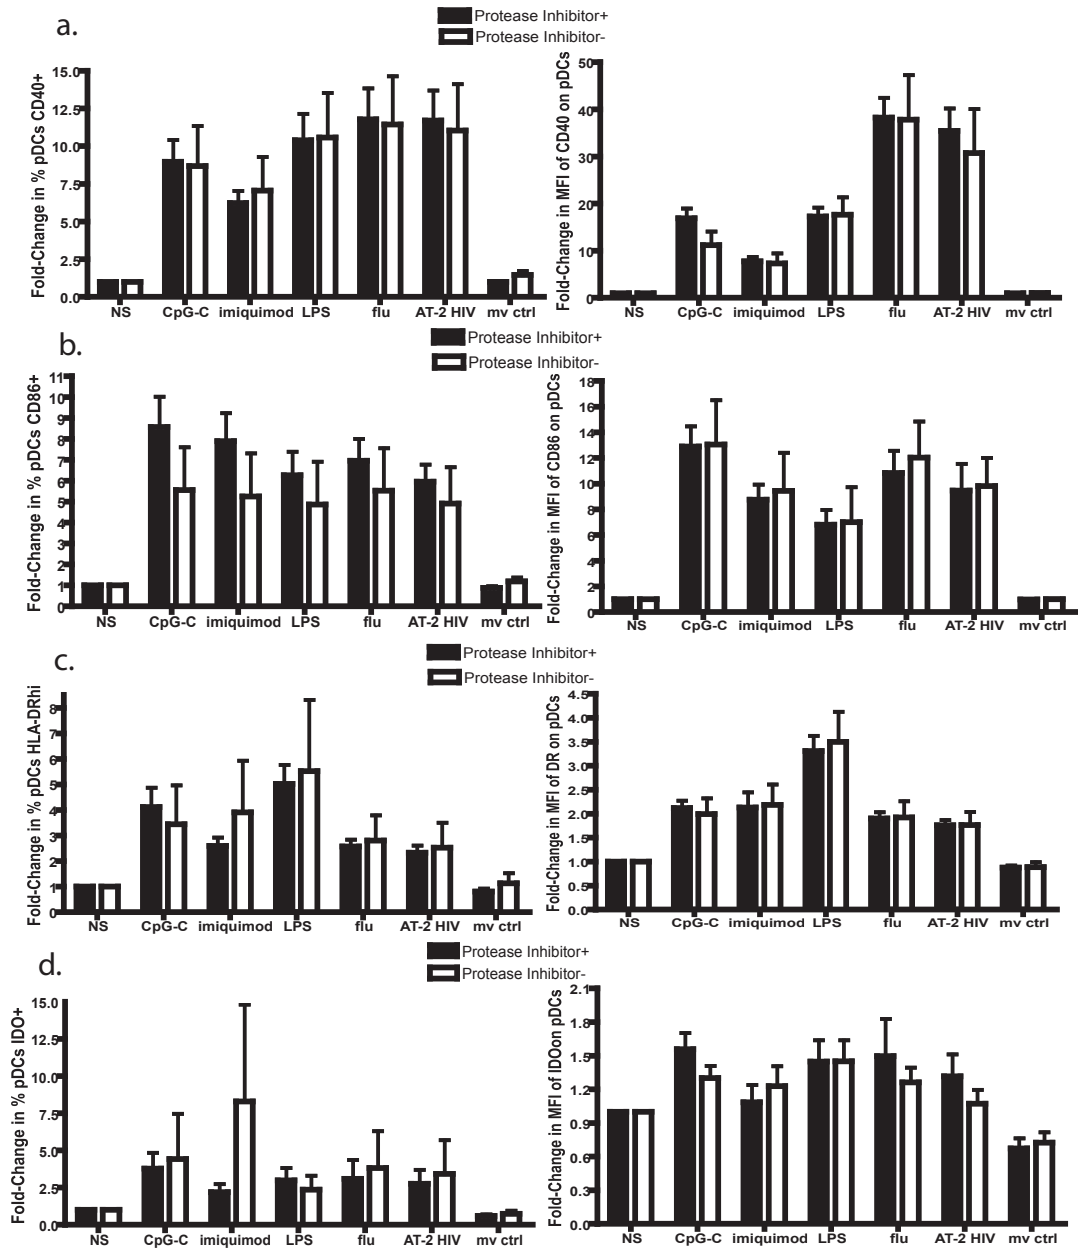 a.
Protease Inhibitor+
Protease Inhibitor-
Fold-Change in % pDCs CD40+
15.0
12.5
10.0
7.5
5.0
2.5
0.0
NS CpG-C imiquimod LPS flu AT-2 HIV mv ctrl
Fold-Change in MFI of CD40 on pDCs
50
40
30
20
10
0
NS CpG-C imiquimod LPS flu AT-2 HIV mv ctrl
b.
Protease Inhibitor+
Protease Inhibitor-
Fold-Change in % pDCs CD86+
11
10
9
8
7
6
5
4
3
2
1
0
NS CpG-C imiquimod LPS flu AT-2 HIV mv ctrl
Fold-Change in MFI of CD86 on pDCs
18
16
14
12
10
8
6
4
2
0
NS CpG-C imiquimod LPS flu AT-2 HIV mv ctrl
c.
Protease Inhibitor+
Protease Inhibitor-
Fold-Change in % pDCs HLA-DRhi
8
7
6
5
4
3
2
1
0
NS CpG-C imiquimod LPS flu AT-2 HIV mv ctrl
Fold-Change in MFI of DR on pDCs
4.5
4.0
3.5
3.0
2.5
2.0
1.5
1.0
0.5
0.0
NS CpG-C imiquimod LPS flu AT-2 HIV mv ctrl
d.
Protease Inhibitor+
Protease Inhibitor-
Fold-Change in % pDCs IDO+
15.0
12.5
10.0
7.5
5.0
2.5
0.0
NS CpG-C imiquimod LPS flu AT-2 HIV mv ctrl
Fold-Change in MFI of IDOon pDCs
2.1
1.8
1.5
1.2
0.9
0.6
0.3
0.0
NS CpG-C imiquimod LPS flu AT-2 HIV mv ctrl